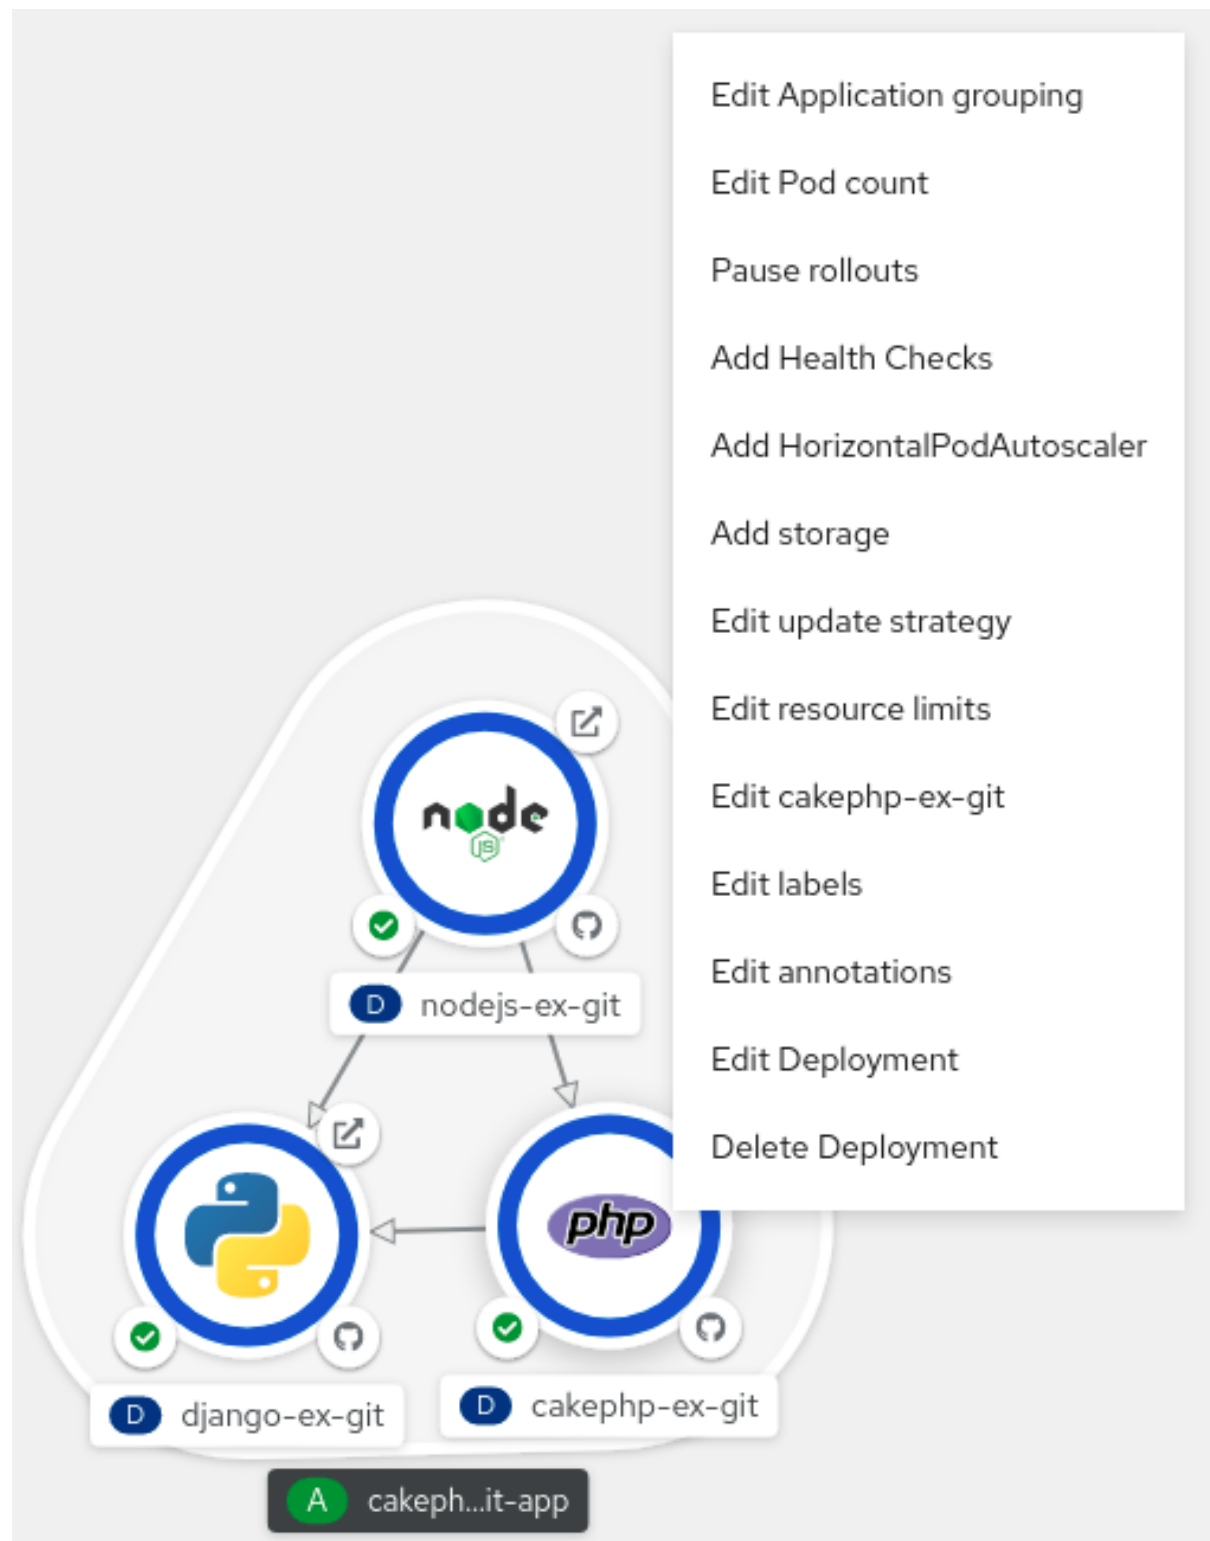 Edit Application grouping
Edit Pod count
Pause rollouts
Add Health Checks
Add HorizontalPodAutoscaler
Add storage
Edit update strategy
Edit resource limits
Edit cakephp-ex-git
Edit labels
Edit annotations
Edit Deployment
Delete Deployment
node
JS
D nodejs-ex-git
php
D django-ex-git
D cakephp-ex-git
A cakeph...it-app